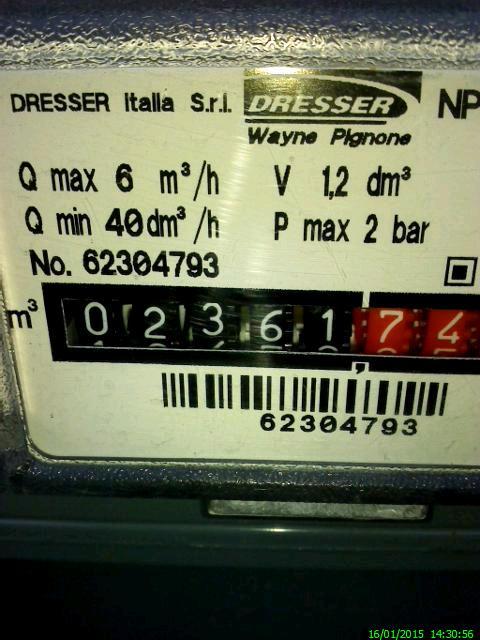 DRESSER Italia S.r.l.
DRESSER
NP
Wayne Pignone
Q max 6 m³/h
V 1,2 dm³
Q min 40dm³/h
P max 2 bar
No. 62304793
m³ 0 2 3 6 1 , 7 4
62304793
16/01/2015 14:30:56